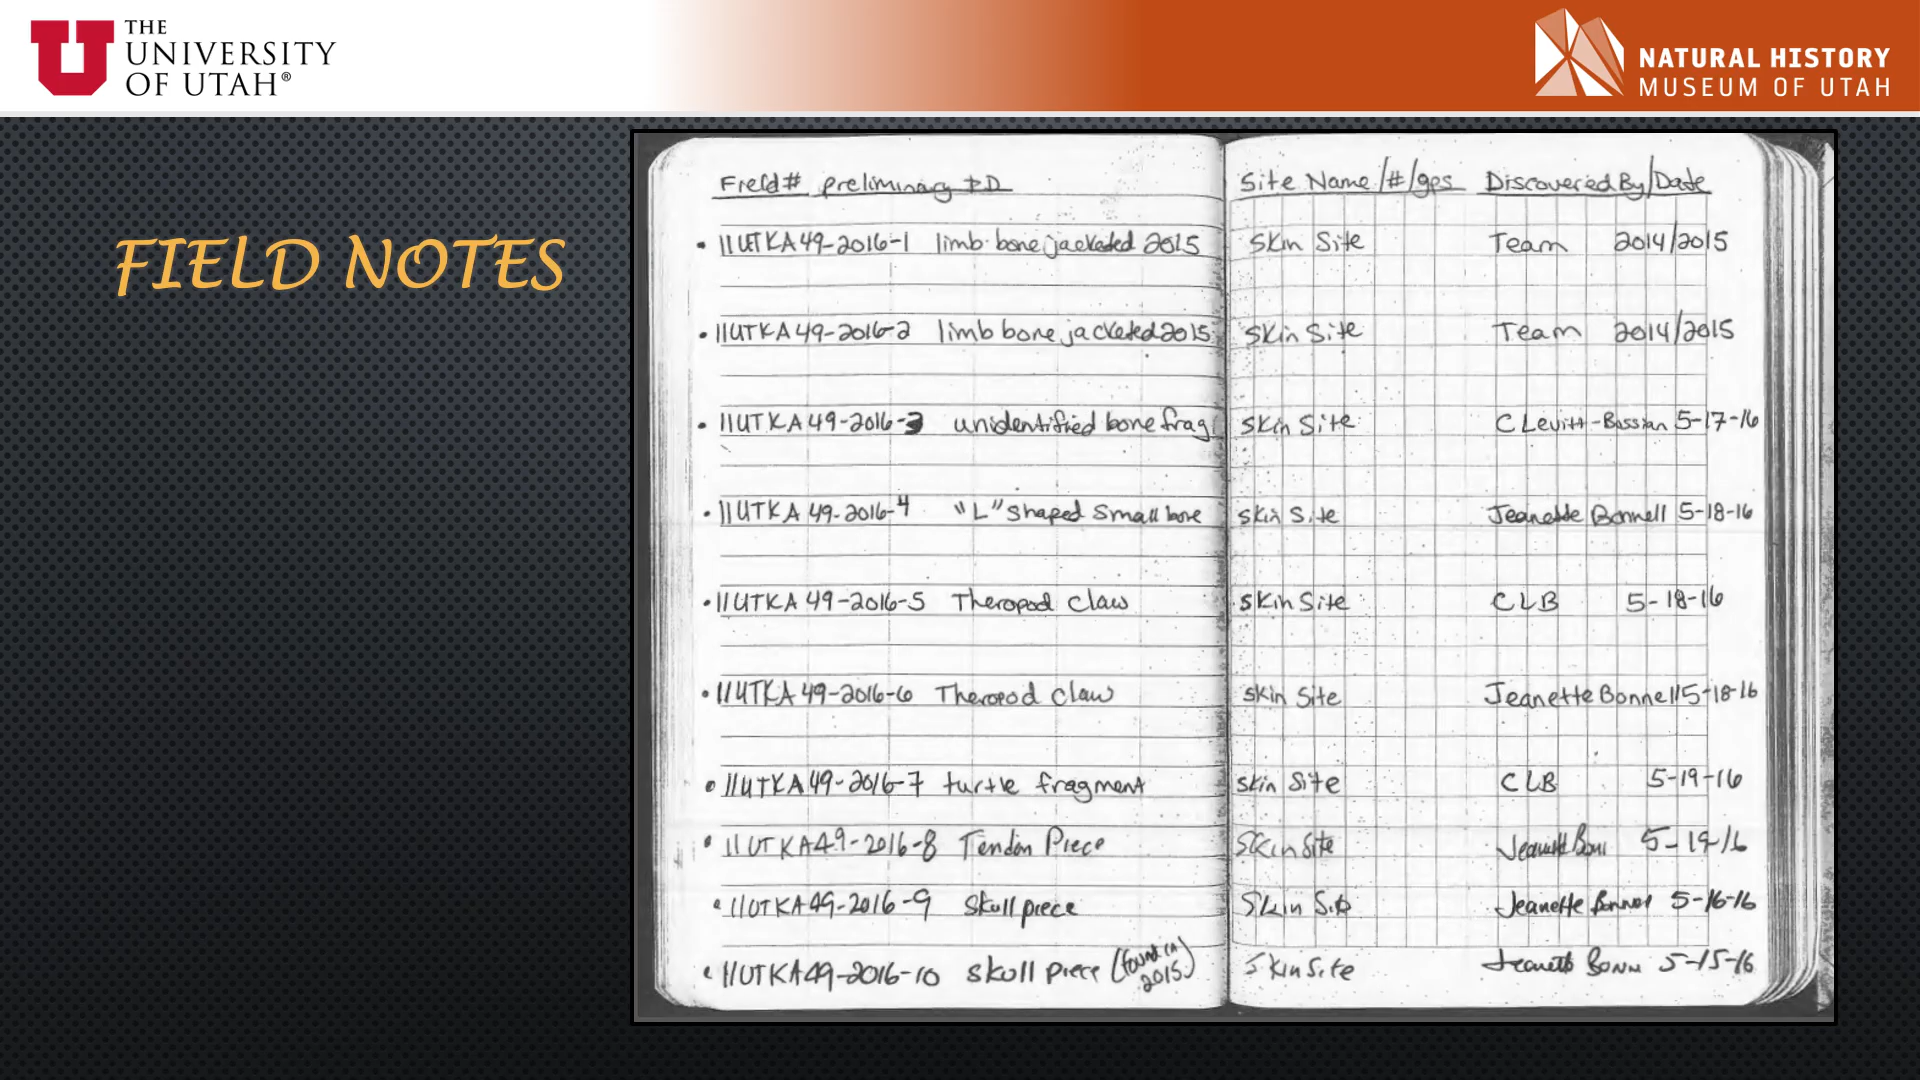 THE
UNIVERSITY
OF UTAH®
NATURAL HISTORY
MUSEUM OF UTAH
FIELD NOTES
Field# preliminary ID Site Name/#/gps Discovered By/Date
• 11UTKA49-2016-1 limb bone jacketed 2015 Skin Site Team 2014/2015
• 11UTKA49-2016-2 limb bone jacketed 2015 Skin Site Team 2014/2015
• 11UTKA49-2016-3 unidentified bone frag Skin Site C Levitt-Bussian 5-17-16
• 11UTKA49-2016-4 "L" shaped small bone Skin Site Jeanette Bonnell 5-18-16
• 11UTKA49-2016-5 Theropod claw Skin Site CLB 5-18-16
• 11UTKA49-2016-6 Theropod claw Skin Site Jeanette Bonnell 5-18-16
• 11UTKA49-2016-7 turtle fragment Skin Site CLB 5-19-16
• 11UTKA49-2016-8 Tendon Piece Skin Site 5-19-16
• 11UTKA49-2016-9 Skull piece Skin Site Jeanette 5-16-16
• 11UTKA49-2016-10 skull piece (found in 2015) Skin Site 5-15-16